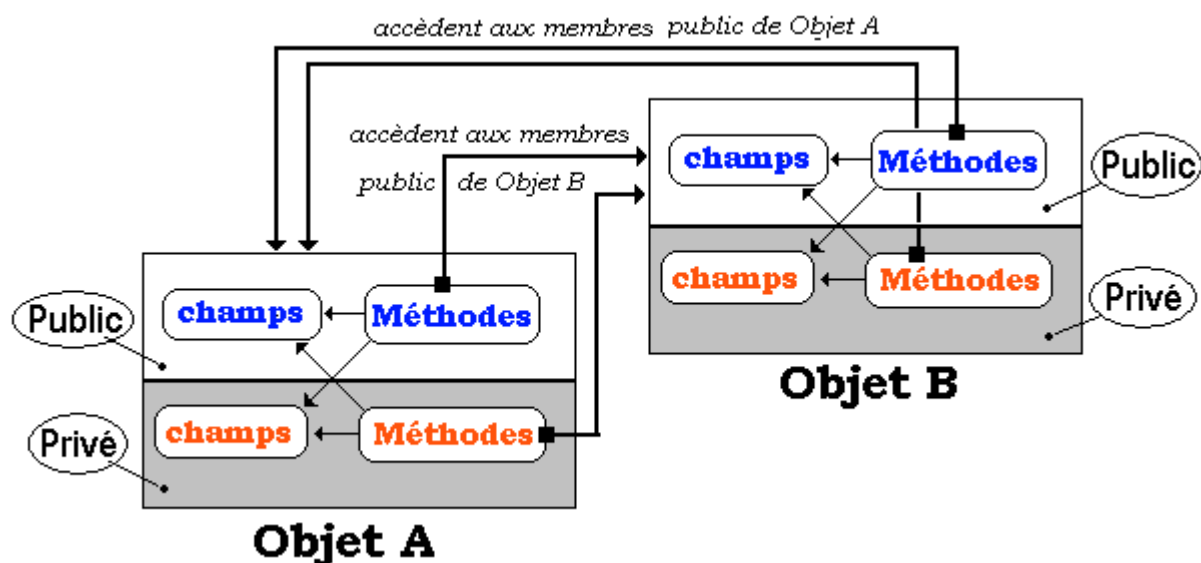 accèdent aux membres public de Objet A
accèdent aux membres
public de Objet B
champs
Méthodes
Public
champs
Méthodes
Privé
Objet B
Public
champs
Méthodes
Privé
champs
Méthodes
Objet A